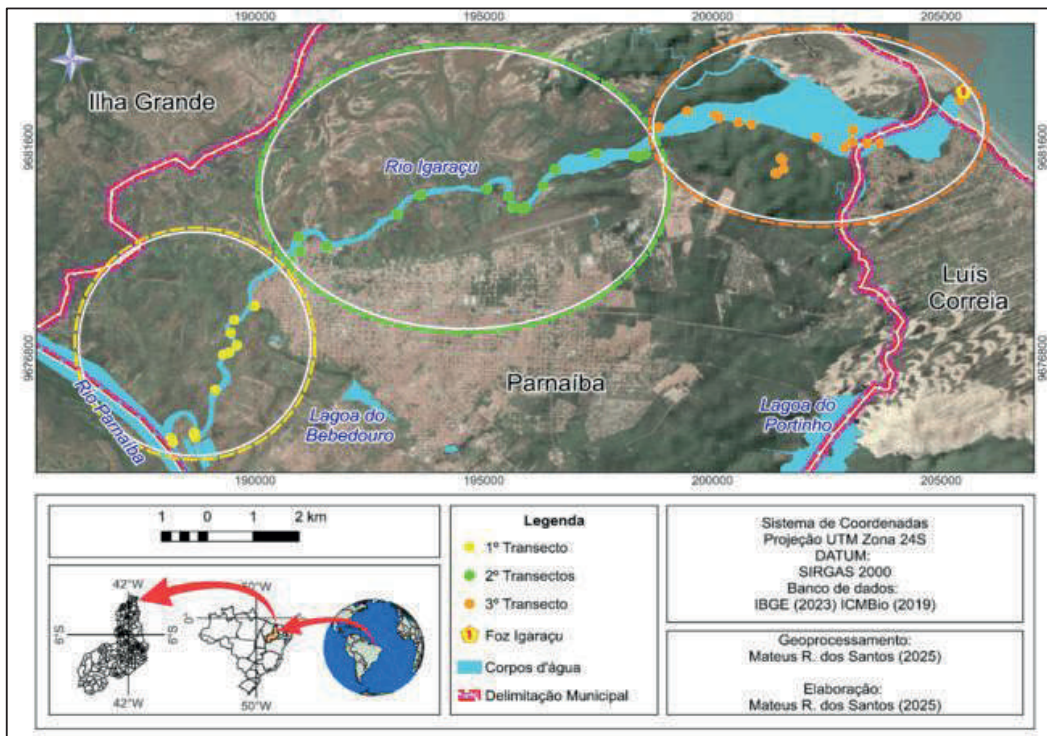 190000
195000
200000
205000
Ilha Grande
Rio Igaraçu
1
9681600
9681600
Luís
Correia
9676800
9676800
Parnaíba
Rio Parnaíba
Lagoa do
Bebedouro
Lagoa do
Portinho
190000
195000
200000
205000
1 0 1 2 km
42°W
6°S
6°S
42°W
50°W
0°
50°W
Legenda
1º Transecto
2º Transectos
3º Transecto
1 Foz Igaraçu
Corpos d'água
Delimitação Municipal
Sistema de Coordenadas
Projeção UTM Zona 24S
DATUM:
SIRGAS 2000
Banco de dados:
IBGE (2023) ICMBio (2019)
Geoprocessamento:
Mateus R. dos Santos (2025)
Elaboração:
Mateus R. dos Santos (2025)